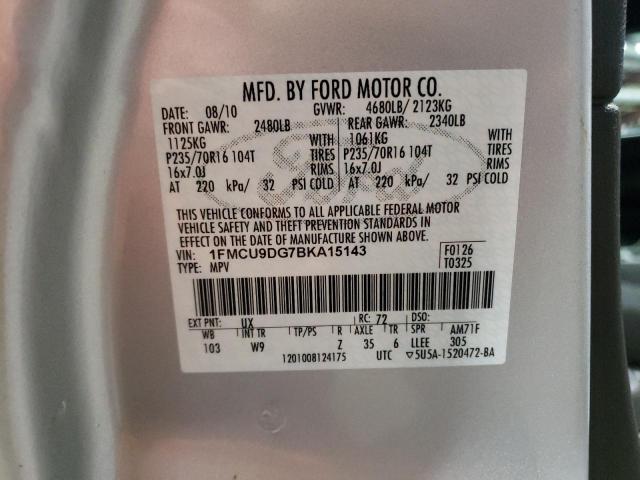 MFD. BY FORD MOTOR CO.
DATE: 08/10 GVWR: 4680LB/ 2123KG
FRONT GAWR: 2480LB REAR GAWR: 2340LB
1125KG WITH 1061KG WITH
P235/70R16 104T TIRES P235/70R16 104T TIRES
16x7.0J RIMS 16x7.0J RIMS
AT 220 kPa/ 32 PSI COLD AT 220 kPa/ 32 PSI COLD
THIS VEHICLE CONFORMS TO ALL APPLICABLE FEDERAL MOTOR
VEHICLE SAFETY AND THEFT PREVENTION STANDARDS IN
EFFECT ON THE DATE OF MANUFACTURE SHOWN ABOVE.
VIN: 1FMCU9DG7BKA15143 F0126
TYPE: MPV T0325
EXT PNT: UX RC: 72 DSO:
WB INT TR TP/PS R AXLE TR SPR AM71F
103 W9 Z 35 6 LLEE 305
1201008124175 UTC ▽5U5A-1520472-BA
Ford